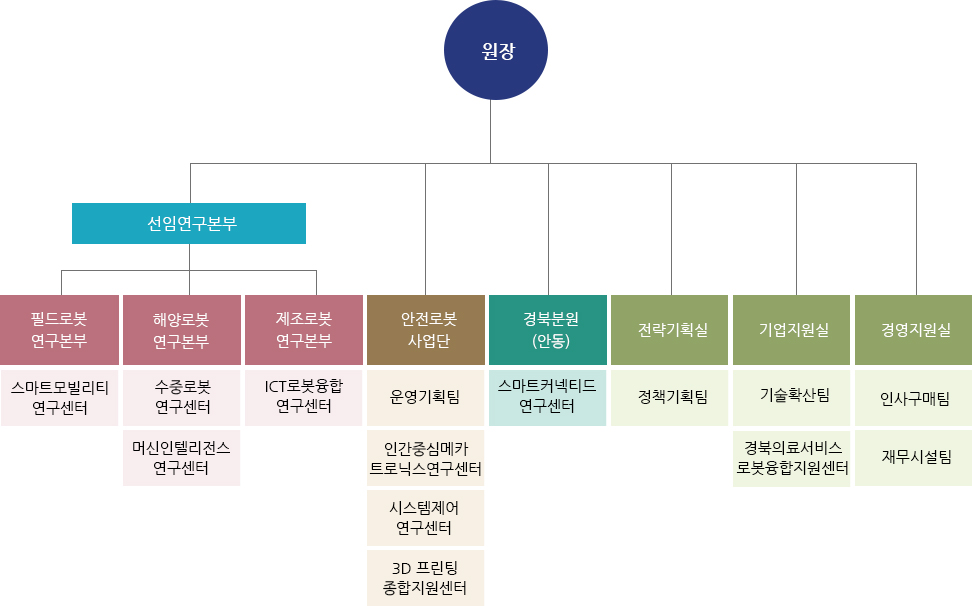 원장
선임연구본부
필드로봇
연구본부
해양로봇
연구본부
제조로봇
연구본부
안전로봇
사업단
경북분원
(안동)
전략기획실
기업지원실
경영지원실
스마트모빌리티
연구센터
수중로봇
연구센터
ICT로봇융합
연구센터
운영기획팀
스마트커넥티드
연구센터
정책기획팀
기술확산팀
인사구매팀
머신인텔리전스
연구센터
인간중심메카
트로닉스연구센터
경북의료서비스
로봇융합지원센터
재무시설팀
시스템제어
연구센터
3D 프린팅
종합지원센터